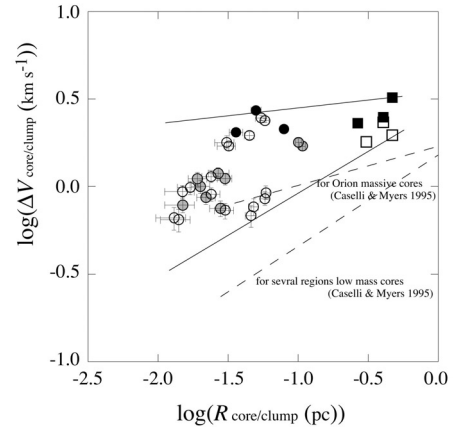 1.0
0.5
0.0
-0.5
-1.0
log(ΔV core/clump (km s⁻¹))
for Orion massive cores
(Caselli & Myers 1995)
for sevral regions low mass cores
(Caselli & Myers 1995)
-2.5 -2.0 -1.5 -1.0 -0.5 0.0
log(R core/clump (pc))